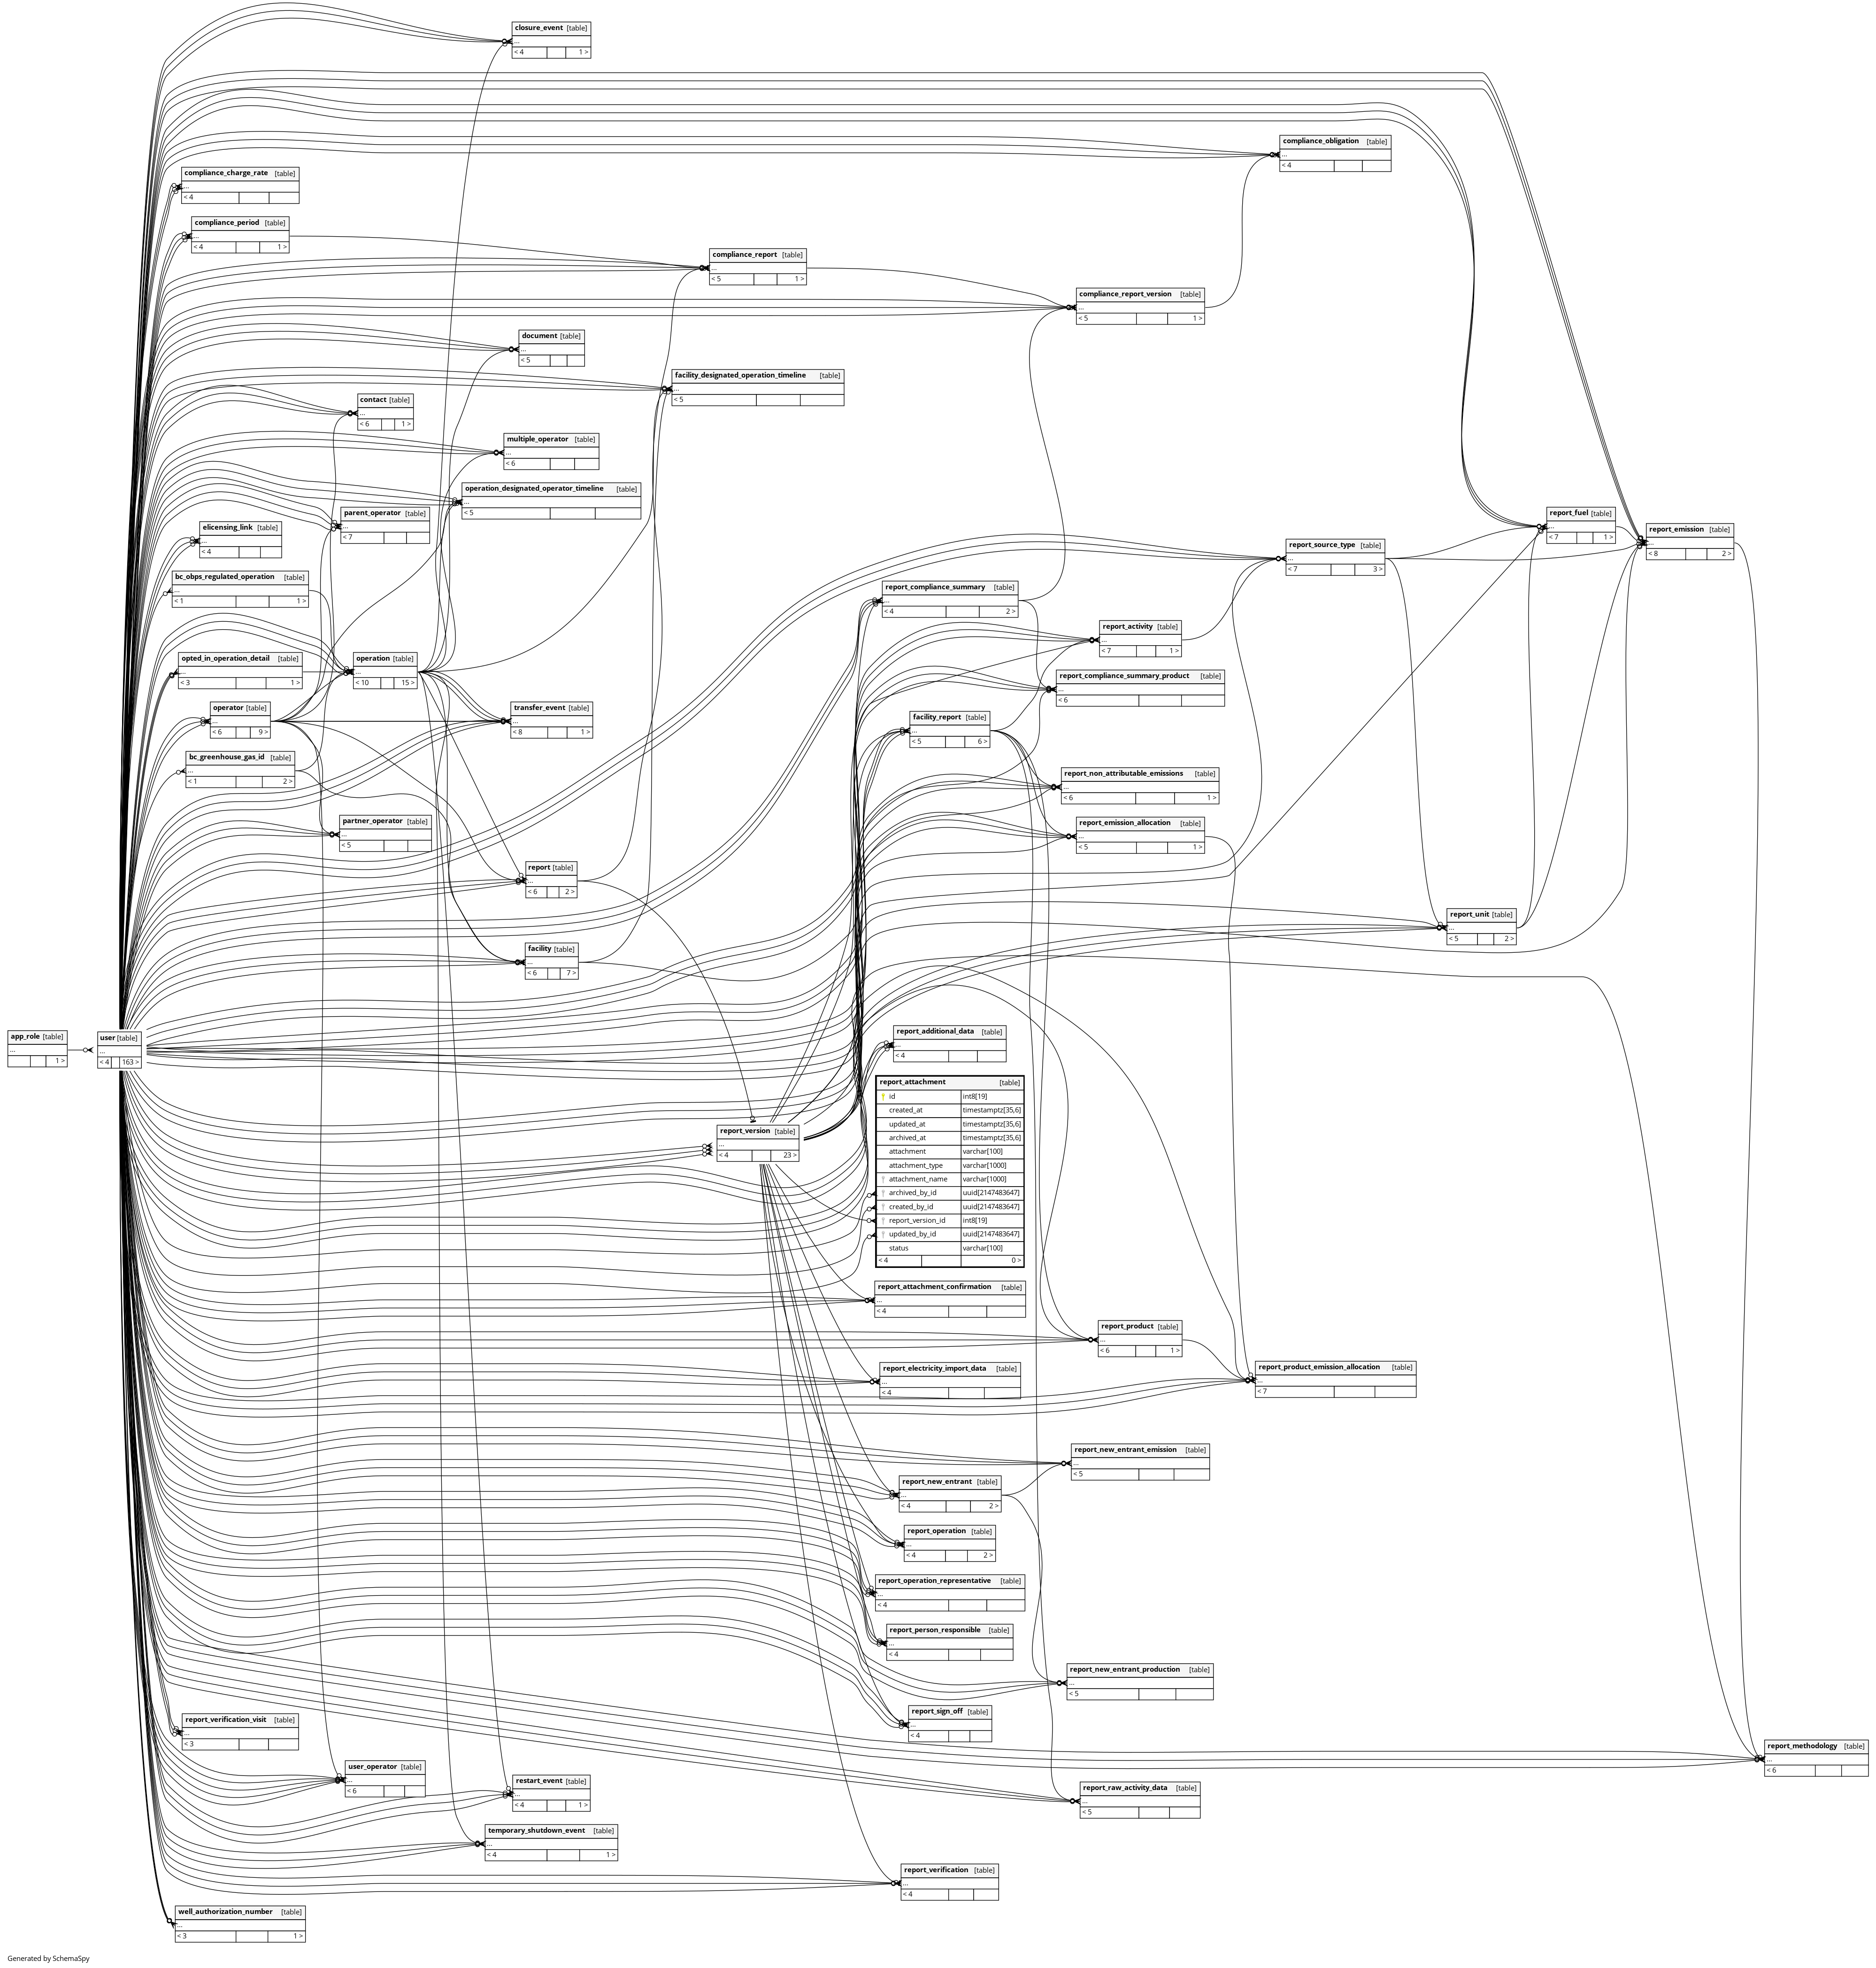 closure_event [table]
...
< 4 1 >
compliance_obligation [table]
...
< 4
compliance_charge_rate [table]
...
< 4
compliance_period [table]
...
< 4 1 >
compliance_report [table]
...
< 5 1 >
compliance_report_version [table]
...
< 5 1 >
document [table]
...
< 5
facility_designated_operation_timeline [table]
...
< 5
contact [table]
...
< 6 1 >
multiple_operator [table]
...
< 6
operation_designated_operator_timeline [table]
...
< 5
parent_operator [table]
...
< 7
report_fuel [table]
...
< 7 1 >
elicensing_link [table]
...
< 4
report_emission [table]
...
< 8 2 >
report_source_type [table]
...
< 7 3 >
bc_obps_regulated_operation [table]
...
< 1 1 >
report_compliance_summary [table]
...
< 4 2 >
report_activity [table]
...
< 7 1 >
opted_in_operation_detail [table]
...
< 3 1 >
operation [table]
...
< 10 15 >
report_compliance_summary_product [table]
...
< 6
operator [table]
...
< 6 9 >
transfer_event [table]
...
< 8 1 >
facility_report [table]
...
< 5 6 >
bc_greenhouse_gas_id [table]
...
< 1 2 >
report_non_attributable_emissions [table]
...
< 6 1 >
partner_operator [table]
...
< 5
report_emission_allocation [table]
...
< 5 1 >
report [table]
...
< 6 2 >
report_unit [table]
...
< 5 2 >
facility [table]
...
< 6 7 >
app_role [table]
...
1 >
user [table]
...
< 4 163 >
report_additional_data [table]
...
< 4
report_attachment [table]
id int8[19]
created_at timestamptz[35,6]
updated_at timestamptz[35,6]
archived_at timestamptz[35,6]
attachment varchar[100]
attachment_type varchar[1000]
attachment_name varchar[1000]
archived_by_id uuid[2147483647]
created_by_id uuid[2147483647]
report_version_id int8[19]
updated_by_id uuid[2147483647]
status varchar[100]
< 4 0 >
report_version [table]
...
< 4 23 >
report_attachment_confirmation [table]
...
< 4
report_product [table]
...
< 6 1 >
report_electricity_import_data [table]
...
< 4
report_product_emission_allocation [table]
...
< 7
report_new_entrant_emission [table]
...
< 5
report_new_entrant [table]
...
< 4 2 >
report_operation [table]
...
< 4 2 >
report_operation_representative [table]
...
< 4
report_person_responsible [table]
...
< 4
report_new_entrant_production [table]
...
< 5
report_sign_off [table]
...
< 4
report_verification_visit [table]
...
< 3
report_methodology [table]
...
< 6
user_operator [table]
...
< 6
restart_event [table]
...
< 4 1 >
report_raw_activity_data [table]
...
< 5
temporary_shutdown_event [table]
...
< 4 1 >
report_verification [table]
...
< 4
well_authorization_number [table]
...
< 3 1 >
Generated by SchemaSpy